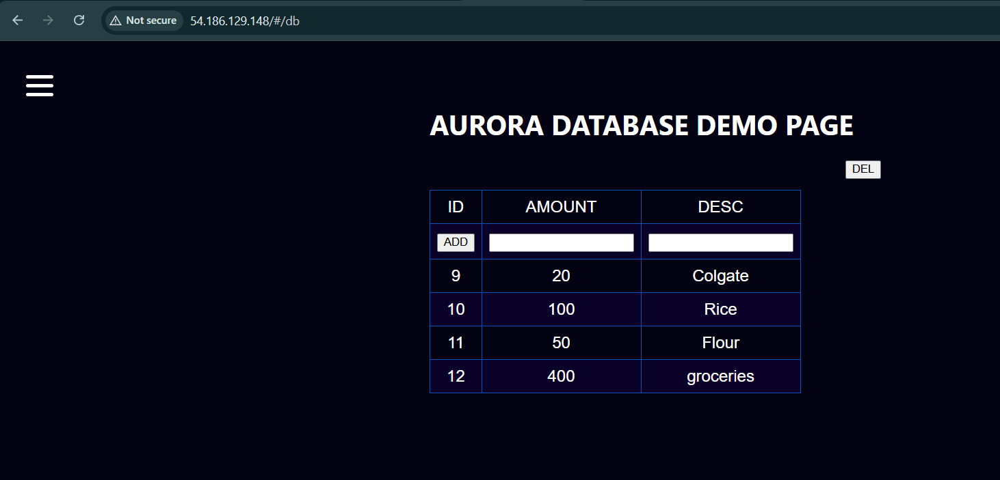 Not secure 54.186.129.148/#/db
AURORA DATABASE DEMO PAGE
DEL
ID AMOUNT DESC
ADD
9 20 Colgate
10 100 Rice
11 50 Flour
12 400 groceries